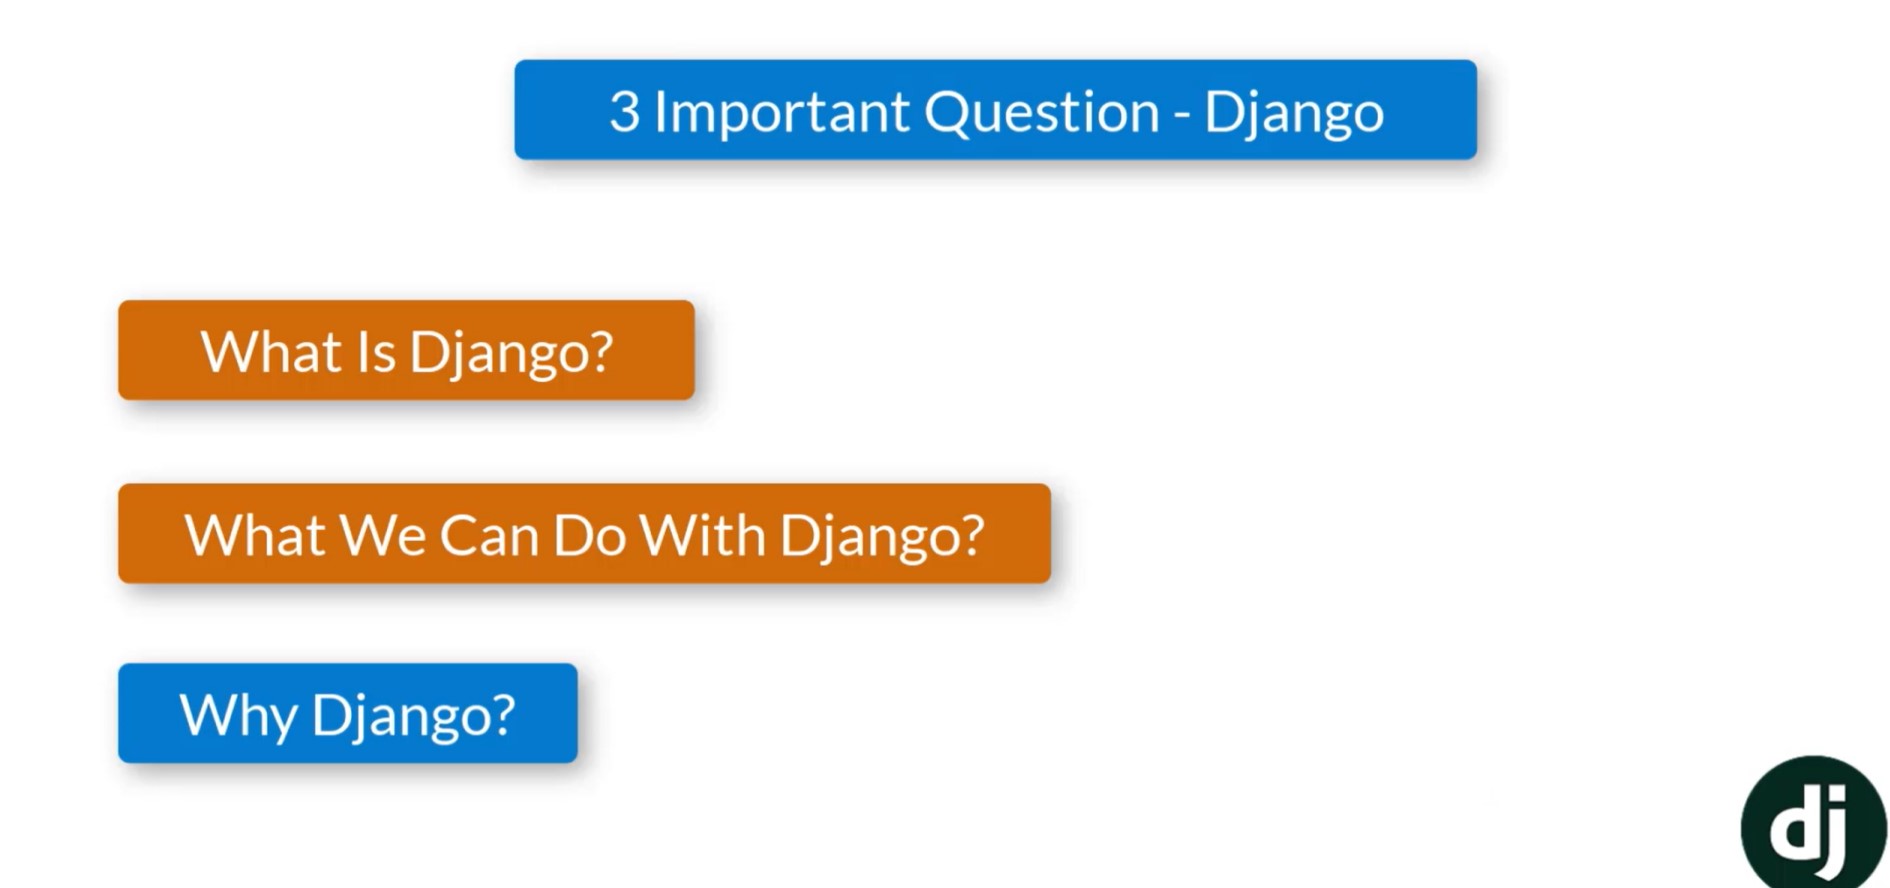 3 Important Question - Django
What Is Django?
What We Can Do With Django?
Why Django?
dj